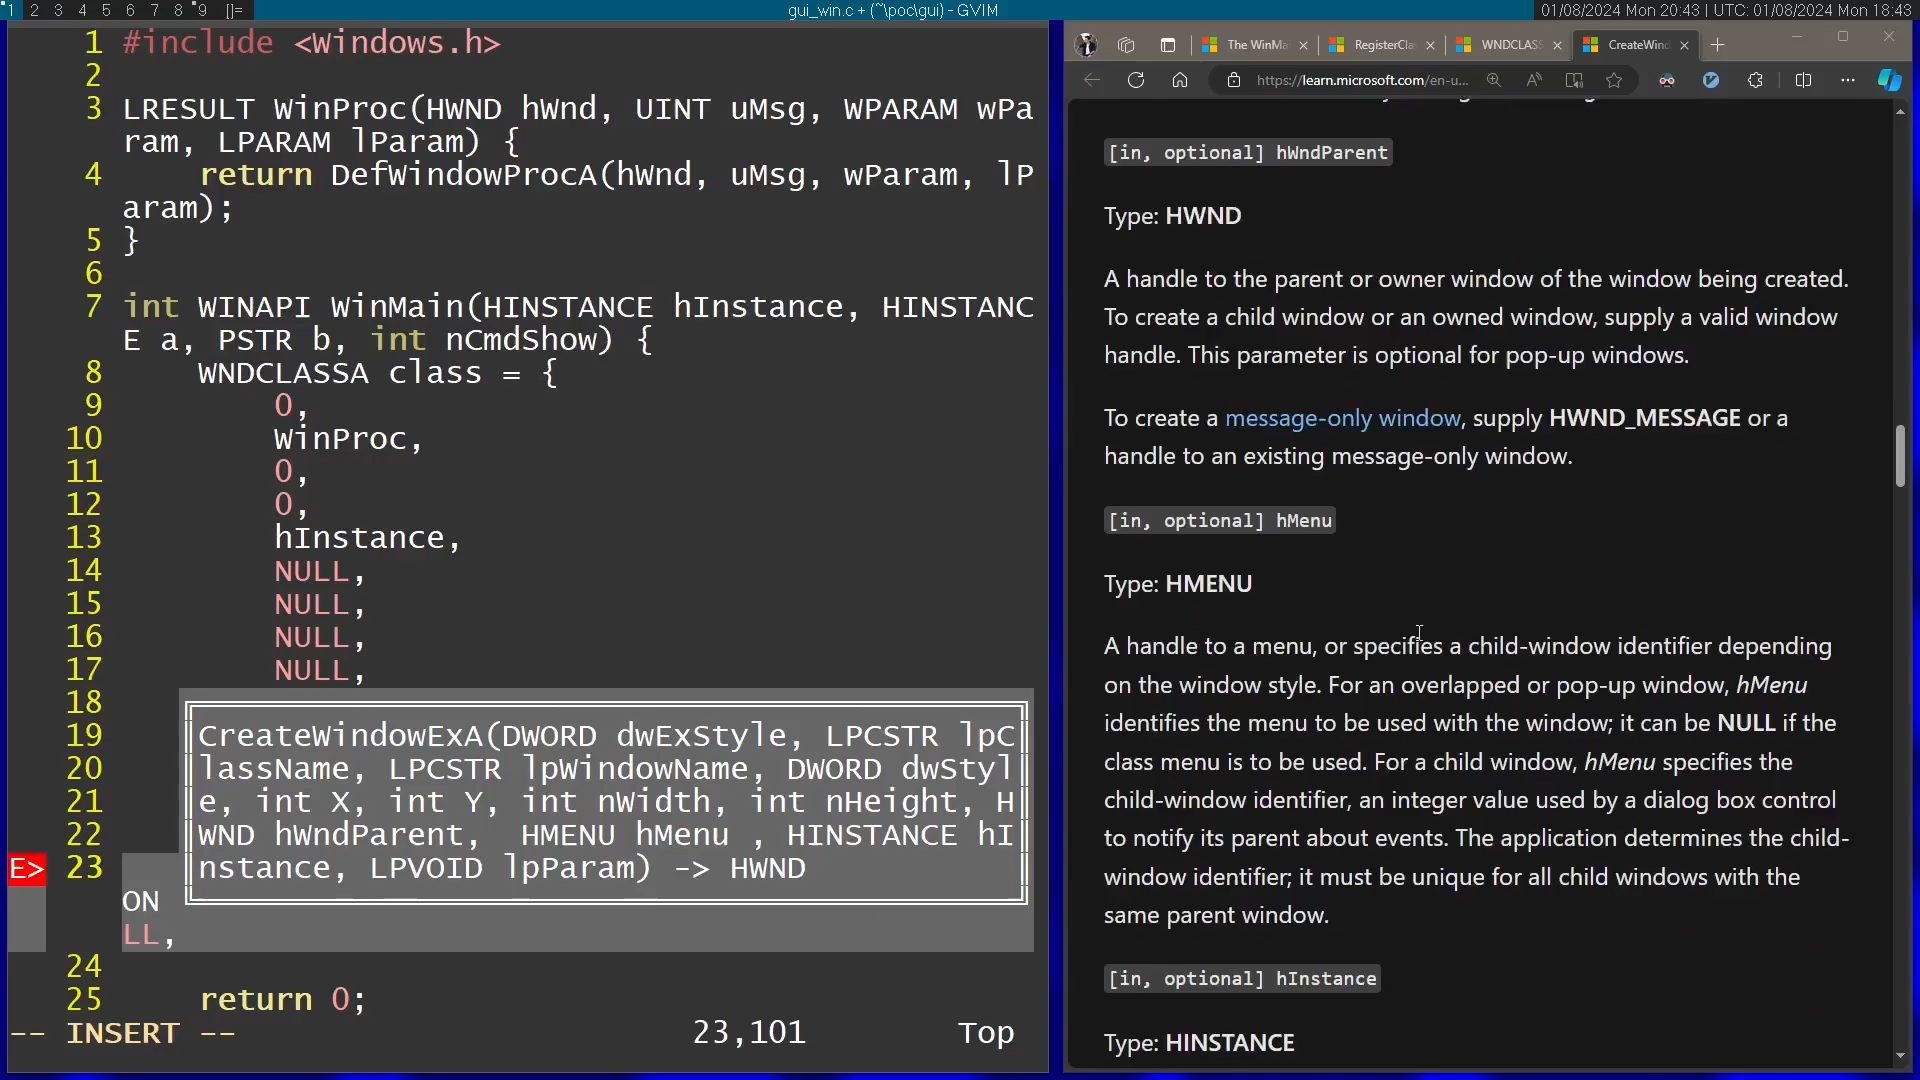 1 2 3 4 5 6 7 8 9 []= gui_win.c + (~\poc\gui) - GVIM 01/08/2024 Mon 20:43 | UTC: 01/08/2024 Mon 18:43
1 #include <Windows.h>
2
3 LRESULT WinProc(HWND hWnd, UINT uMsg, WPARAM wPa
ram, LPARAM lParam) {
4 return DefWindowProcA(hWnd, uMsg, wParam, lP
aram);
5 }
6
7 int WINAPI WinMain(HINSTANCE hInstance, HINSTANC
E a, PSTR b, int nCmdShow) {
8 WNDCLASSA class = {
9 0,
10 WinProc,
11 0,
12 0,
13 hInstance,
14 NULL,
15 NULL,
16 NULL,
17 NULL,
18
19 CreateWindowExA(DWORD dwExStyle, LPCSTR lpC
20 lassName, LPCSTR lpWindowName, DWORD dwStyl
21 e, int X, int Y, int nWidth, int nHeight, H
22 WND hWndParent, HMENU hMenu , HINSTANCE hI
E> 23 nstance, LPVOID lpParam) -> HWND
ON
LL,
24
25 return 0;
-- INSERT -- 23,101 Top
The WinMa RegisterCla WNDCLASS CreateWind
https://learn.microsoft.com/en-u...
[in, optional] hWndParent
Type: HWND
A handle to the parent or owner window of the window being created.
To create a child window or an owned window, supply a valid window
handle. This parameter is optional for pop-up windows.
To create a message-only window, supply HWND_MESSAGE or a
handle to an existing message-only window.
[in, optional] hMenu
Type: HMENU
A handle to a menu, or specifies a child-window identifier depending
on the window style. For an overlapped or pop-up window, hMenu
identifies the menu to be used with the window; it can be NULL if the
class menu is to be used. For a child window, hMenu specifies the
child-window identifier, an integer value used by a dialog box control
to notify its parent about events. The application determines the child-
window identifier; it must be unique for all child windows with the
same parent window.
[in, optional] hInstance
Type: HINSTANCE